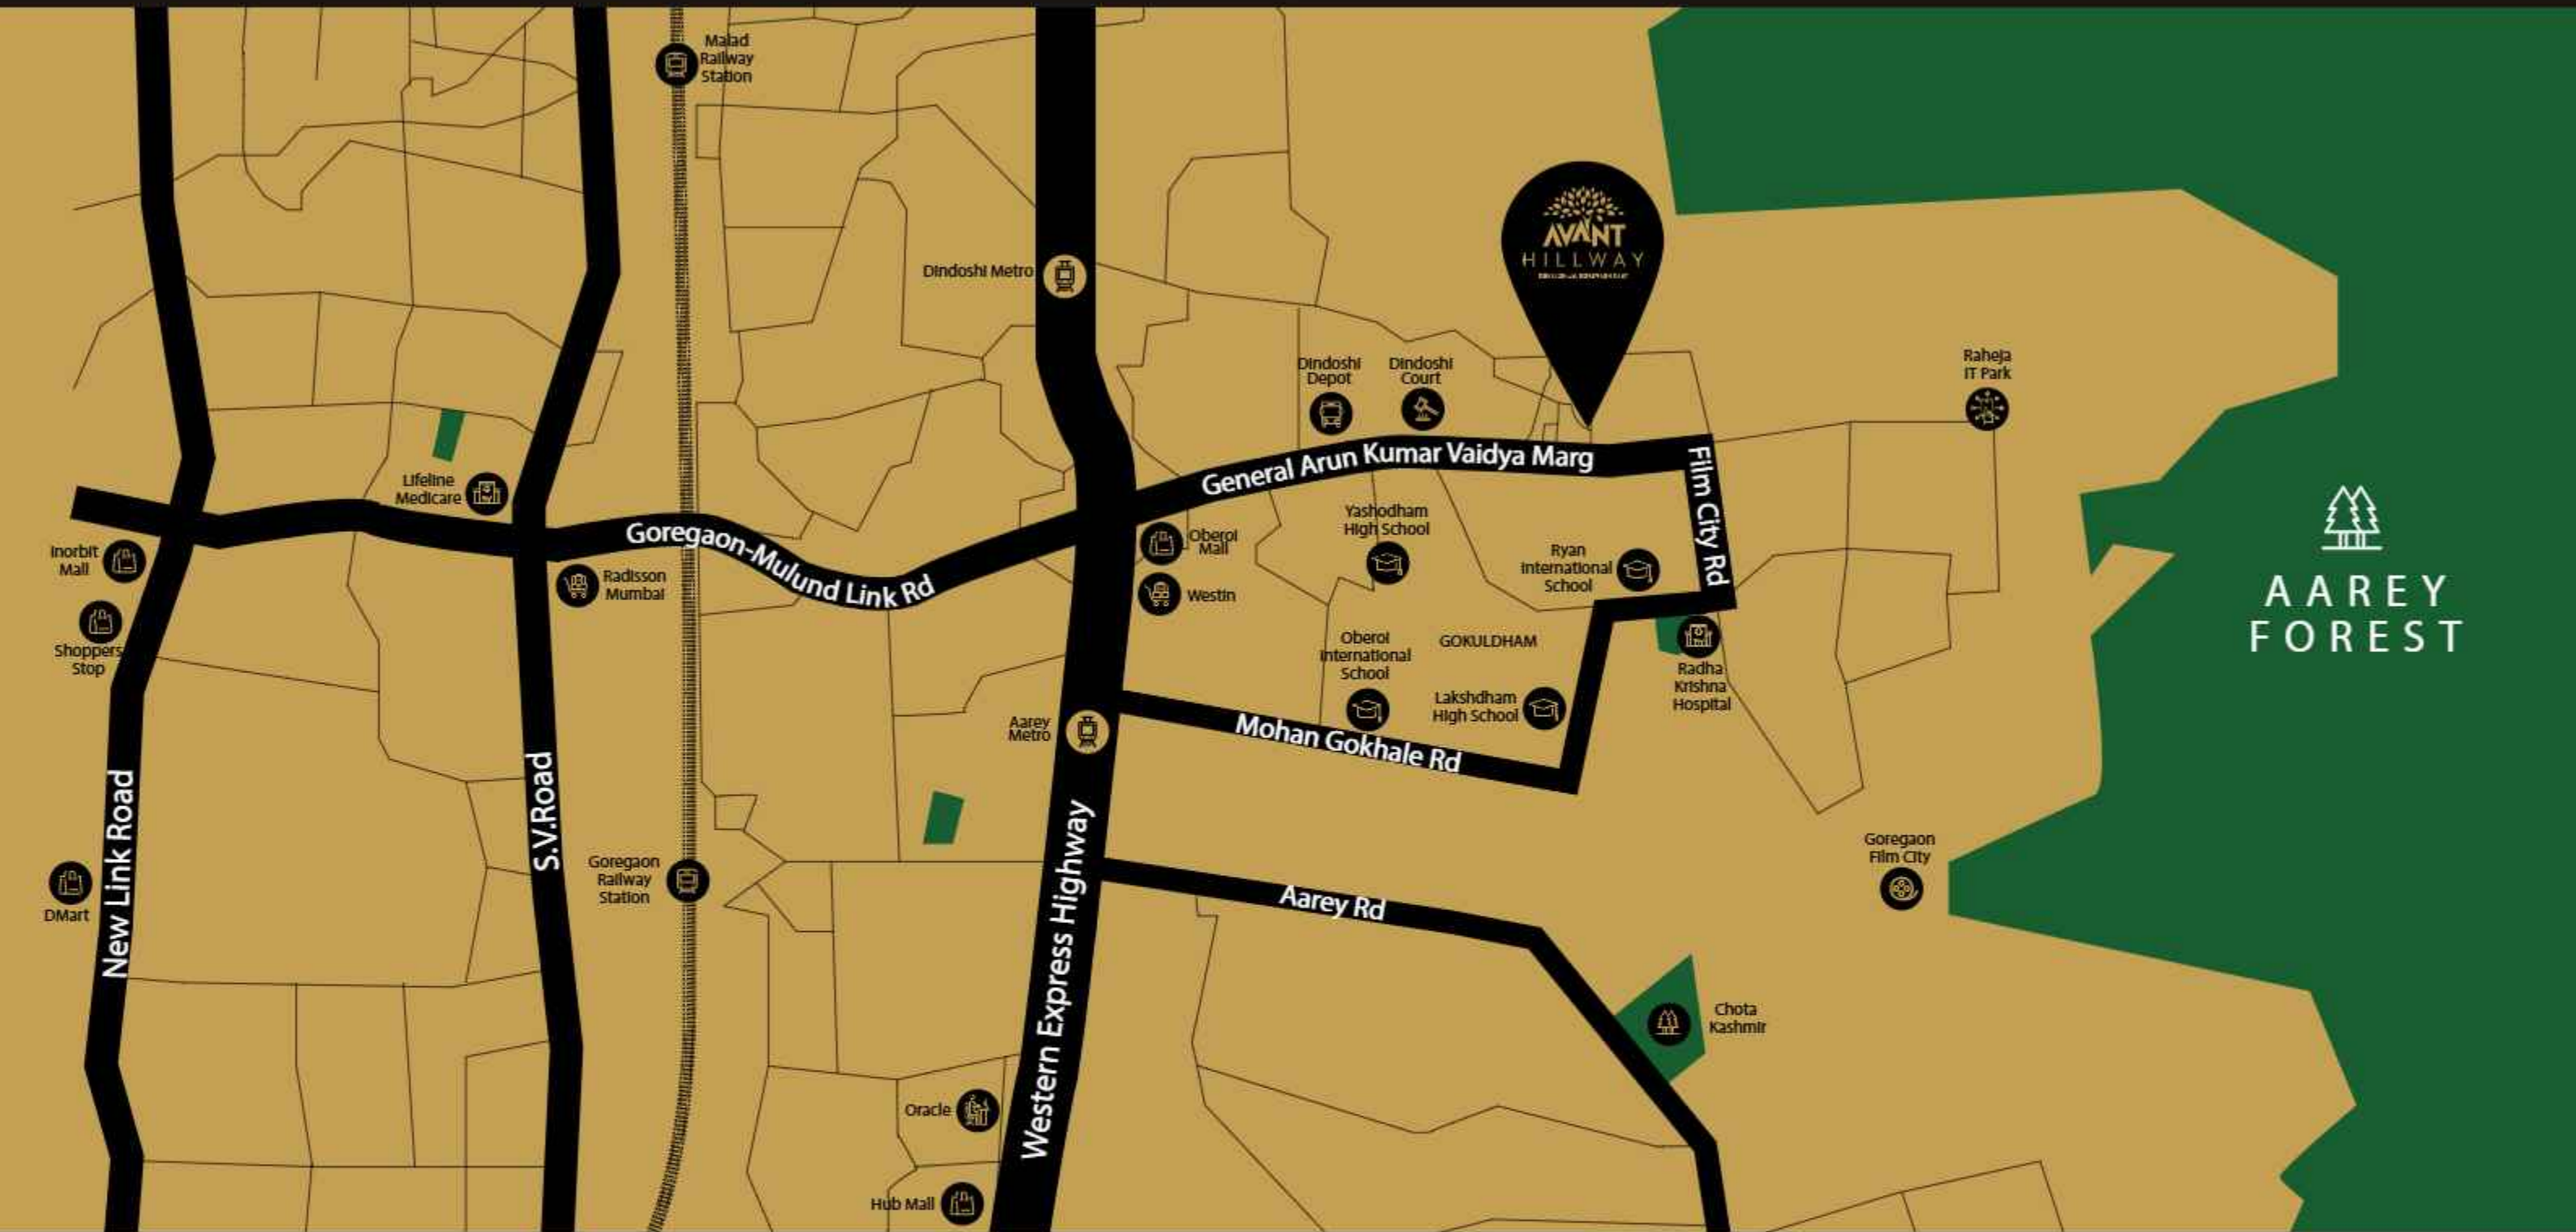 Malad
Railway
Station
AVANT
HILLWAY
Dindoshi Metro
Dindoshi
Depot
Dindoshi
Court
Raheja
IT Park
General Arun Kumar Vaidya Marg
Film City Rd
Lifeline
Medicare
Goregaon-Mulund Link Rd
Inorbit
Mall
Shoppers
Stop
Radisson
Mumbai
Oberoi
Mall
Westin
Yashodham
High School
Ryan
International
School
AAREY
FOREST
Oberoi
International
School
GOKULDHAM
Lakshdham
High School
Radha
Krishna
Hospital
Aarey
Metro
Mohan Gokhale Rd
New Link Road
S.V.Road
Goregaon
Railway
Station
DMart
Western Express Highway
Aarey Rd
Goregaon
Film City
Chota
Kashmir
Oracle
Hub Mall